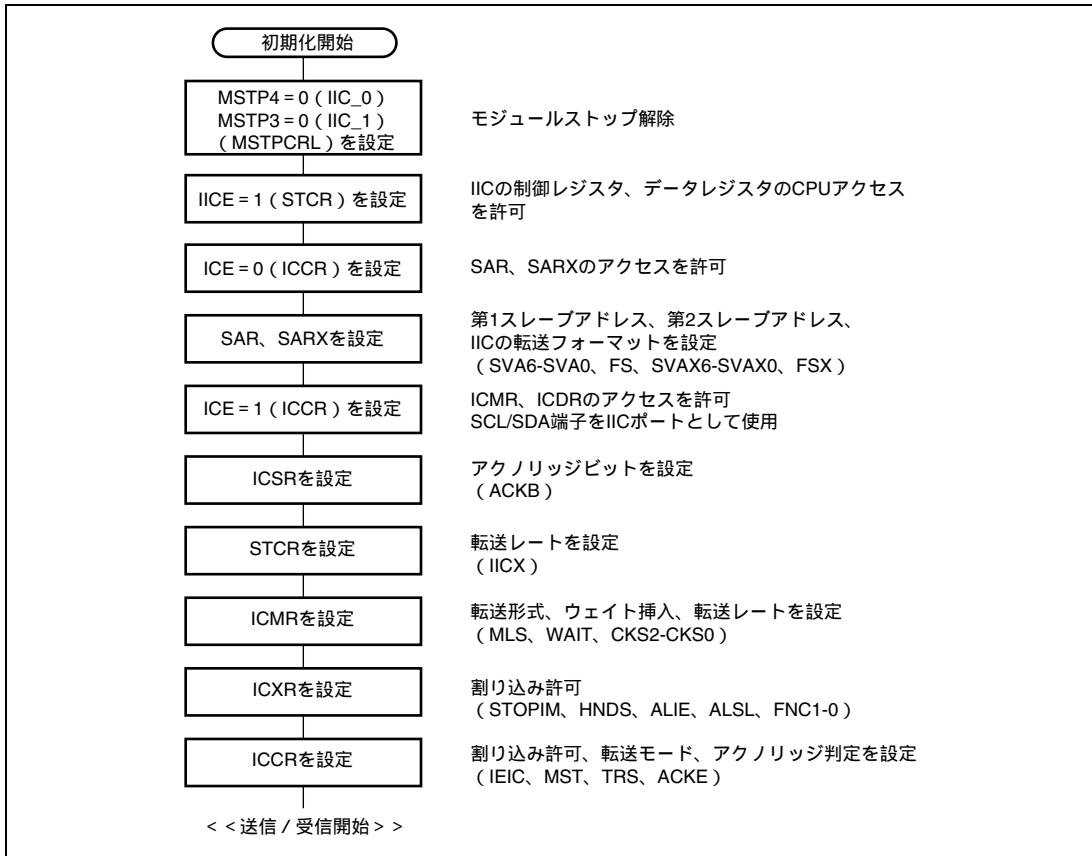 初期化開始
MSTP4 = 0 ( IIC_0 )
MSTP3 = 0 ( IIC_1 )
( MSTPCRL ) を設定
モジュールストップ解除
IICE = 1 ( STCR ) を設定
IICの制御レジスタ、データレジスタのCPUアクセス
を許可
ICE = 0 ( ICCR ) を設定
SAR、SARXのアクセスを許可
SAR、SARXを設定
第1スレーブアドレス、第2スレーブアドレス、
IICの転送フォーマットを設定
( SVA6-SVA0、FS、SVAX6-SVAX0、FSX )
ICE = 1 ( ICCR ) を設定
ICMR、ICDRのアクセスを許可
SCL/SDA端子をIICポートとして使用
ICSRを設定
アクノリッジビットを設定
( ACKB )
STCRを設定
転送レートを設定
( IICX )
ICMRを設定
転送形式、ウェイト挿入、転送レートを設定
( MLS、WAIT、CKS2-CKS0 )
ICXRを設定
割り込み許可
( STOPIM、HNDS、ALIE、ALSL、FNC1-0 )
ICCRを設定
割り込み許可、転送モード、アクノリッジ判定を設定
( IEIC、MST、TRS、ACKE )
< < 送信 / 受信開始 > >